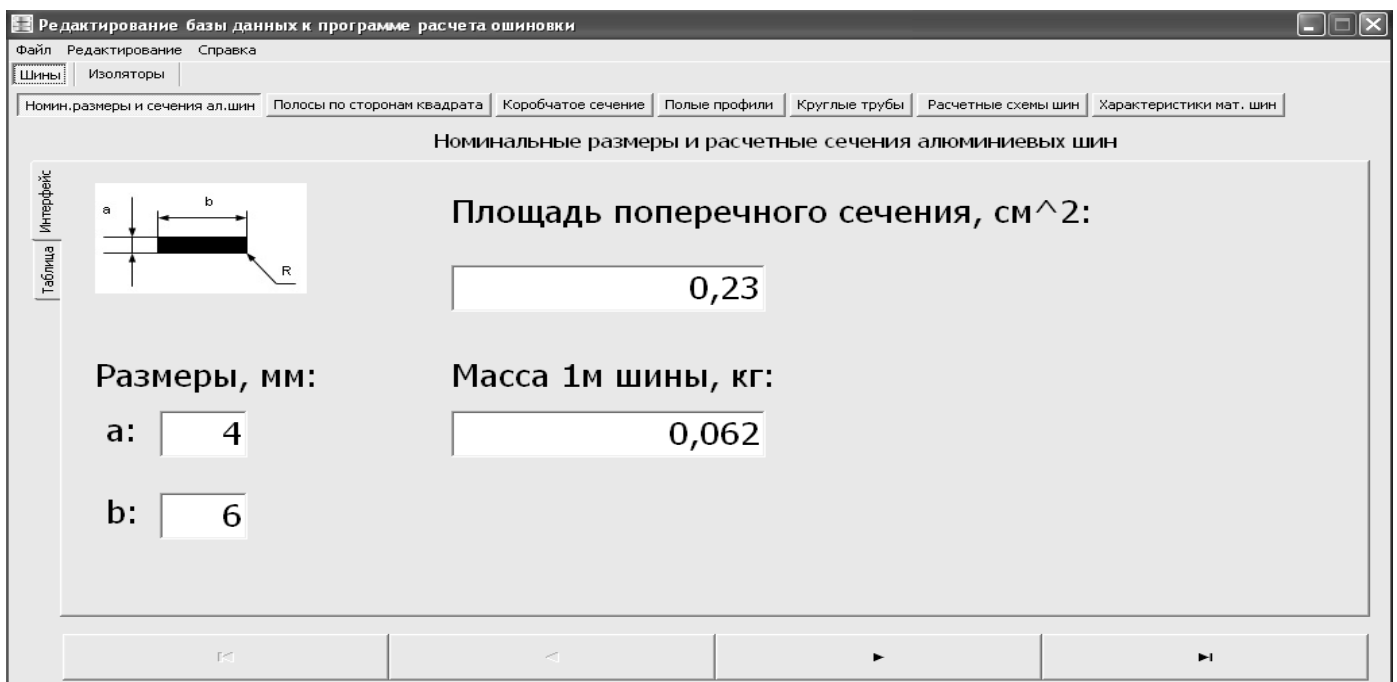 Редактирование базы данных к программе расчета ошиновки
Файл Редактирование Справка
Шины Изоляторы
Номин.размеры и сечения ал.шин Полосы по сторонам квадрата Коробчатое сечение Полые профили Круглые трубы Расчетные схемы шин Характеристики мат. шин
Номинальные размеры и расчетные сечения алюминиевых шин
Интерфейс
Таблица
a
b
R
Площадь поперечного сечения, см^2:
0,23
Размеры, мм:
Масса 1м шины, кг:
a: 4
0,062
b: 6